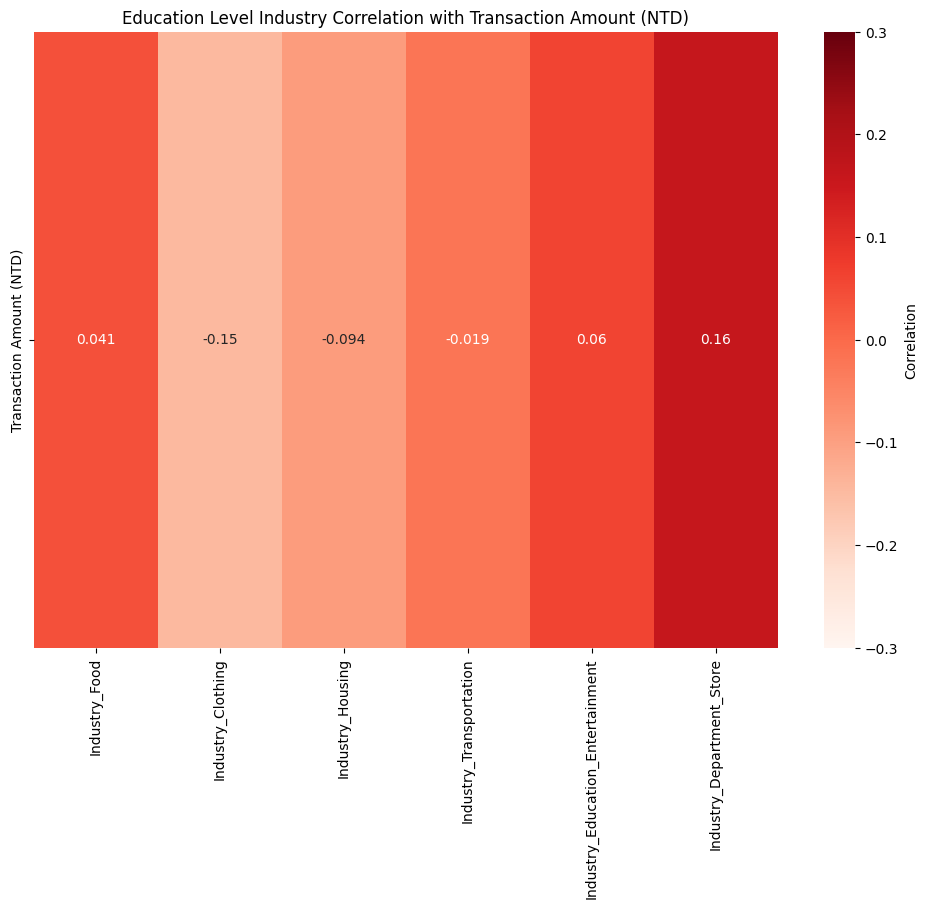 Education Level Industry Correlation with Transaction Amount (NTD)
Transaction Amount (NTD)
0.041
-0.15
-0.094
-0.019
0.06
0.16
Industry_Food
Industry_Clothing
Industry_Housing
Industry_Transportation
Industry_Education_Entertainment
Industry_Department_Store
0.3
0.2
0.1
0.0
−0.1
−0.2
−0.3
Correlation